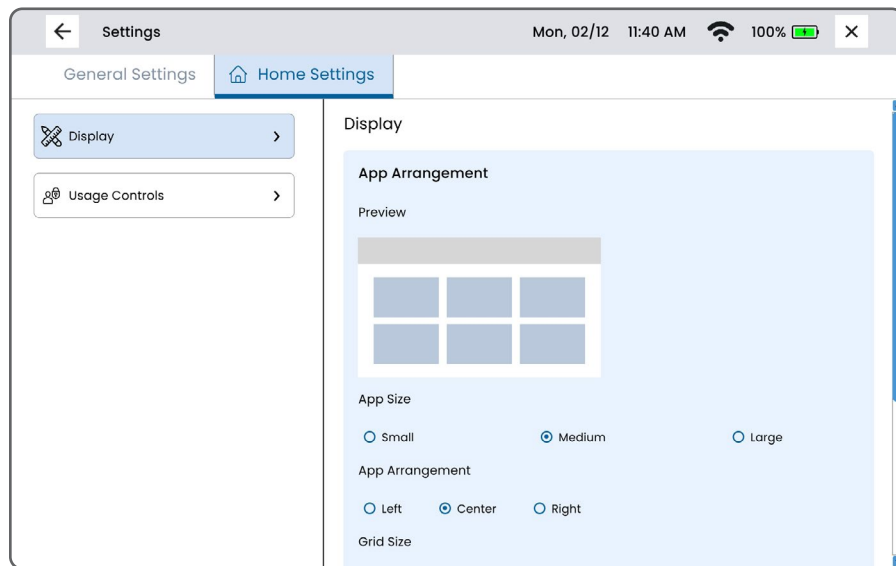 Settings
Mon, 02/12 11:40 AM 100%
General Settings
Home Settings
Display
Usage Controls
Display
App Arrangement
Preview
App Size
Small Medium Large
App Arrangement
Left Center Right
Grid Size